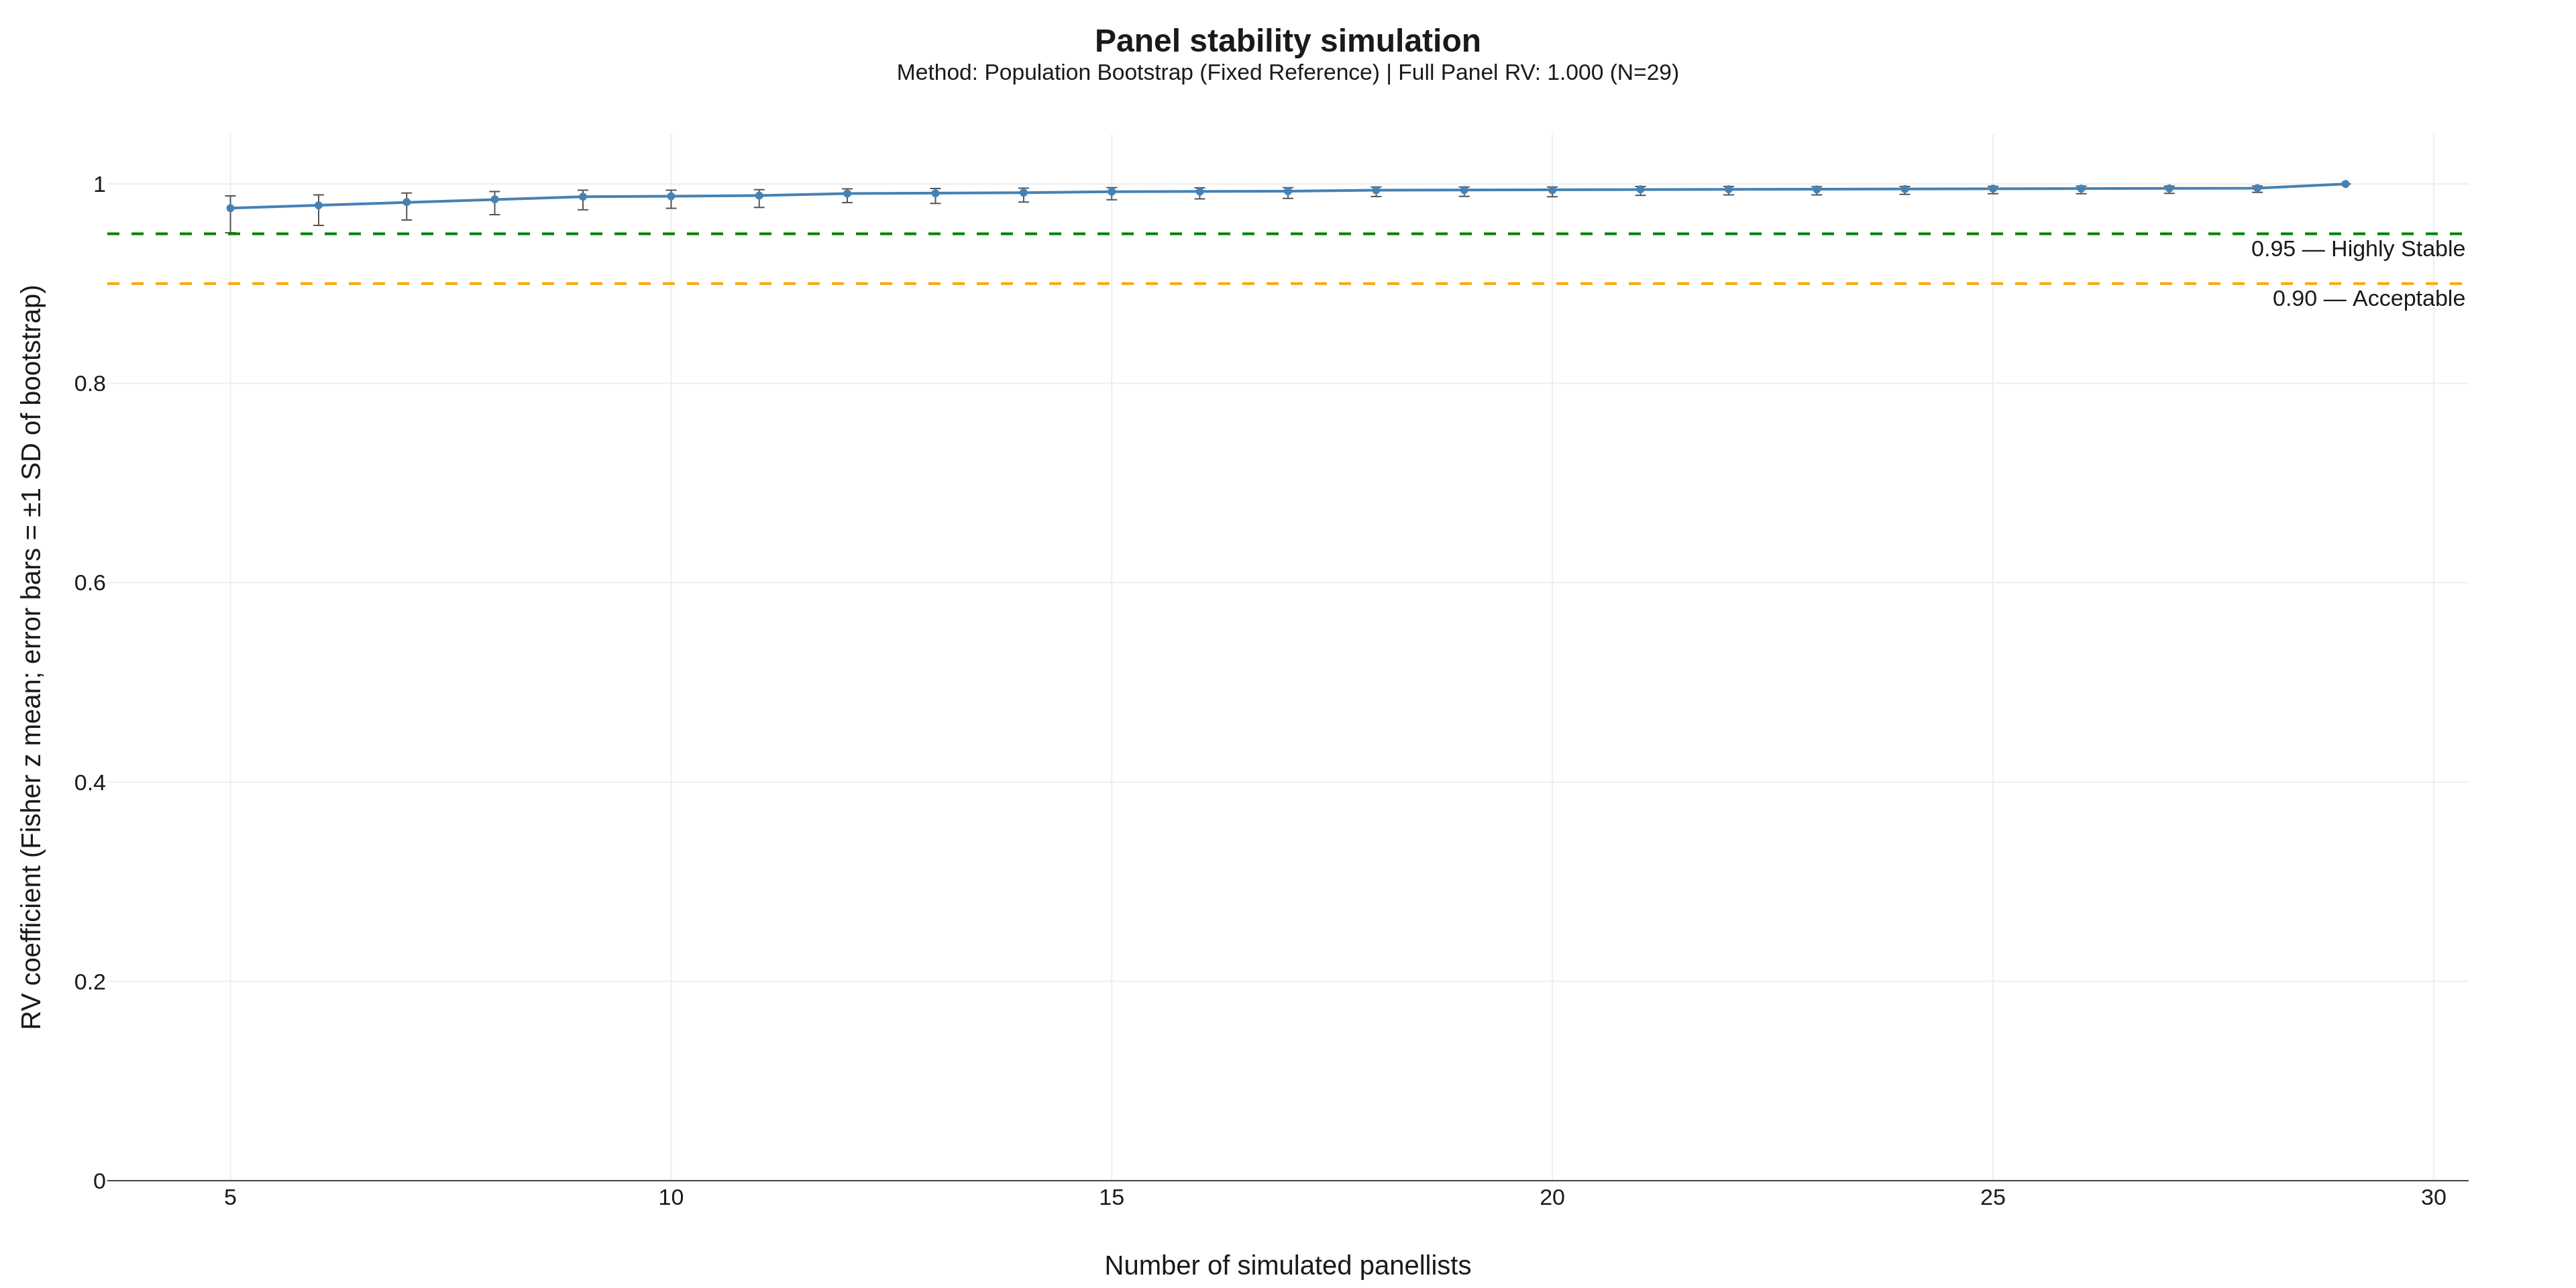 Panel stability simulation
Method: Population Bootstrap (Fixed Reference) | Full Panel RV: 1.000 (N=29)
RV coefficient (Fisher z mean; error bars = ±1 SD of bootstrap)
1
0.95 — Highly Stable
0.90 — Acceptable
0.8
0.6
0.4
0.2
0
5 10 15 20 25 30
Number of simulated panellists